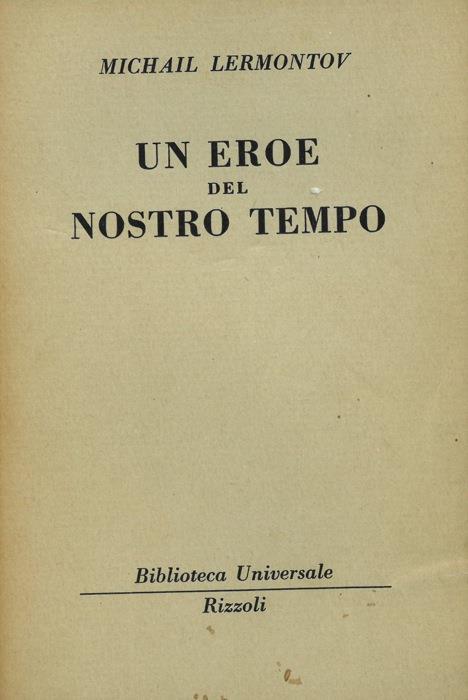 MICHAIL LERMONTOV
UN EROE
DEL
NOSTRO TEMPO
Biblioteca Universale
Rizzoli